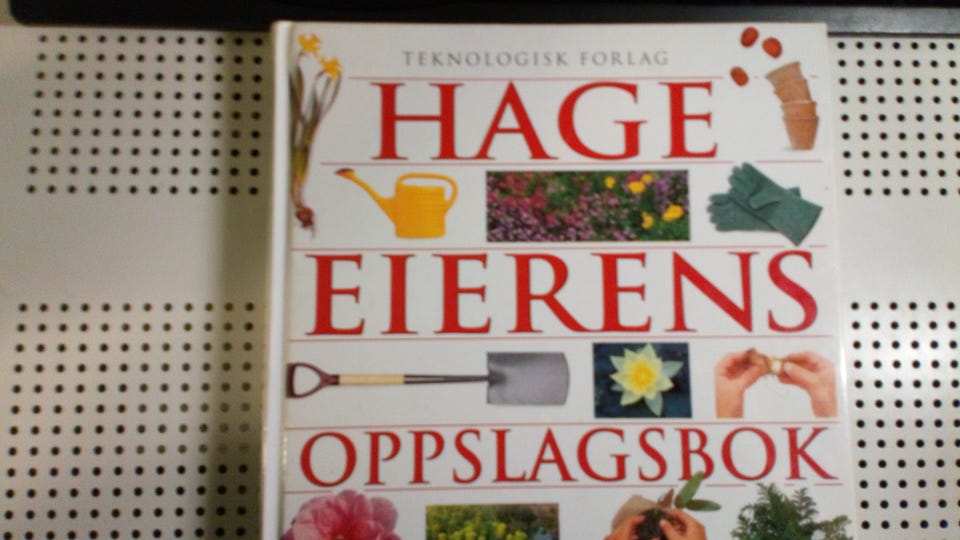 TEKNOLOGISK FORLAG
HAGE
EIERENS
OPPSLAGSBOK